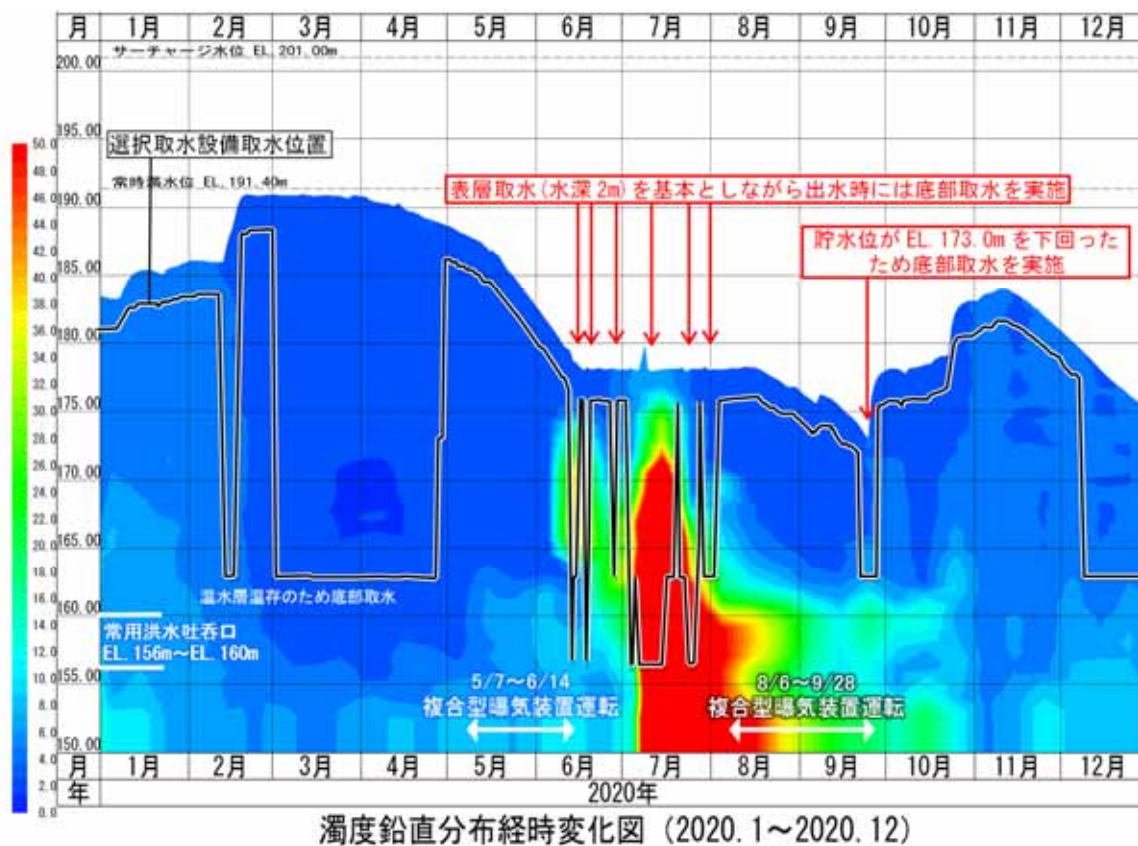 月 1月 2月 3月 4月 5月 6月 7月 8月 9月 10月 11月 12月
サーチャージ水位 EL.201.00m
200.00
195.00
選択取水設備取水位置
常時満水位 EL.191.40m
表層取水(水深2m)を基本としながら出水時には底部取水を実施
190.00
貯水位がEL.173.0mを下回った
ため底部取水を実施
185.00
180.00
175.00
170.00
165.00
温水層温存のため底部取水
160.00
常用洪水吐呑口
EL.156m～EL.160m
155.00
5/7～6/14
複合型曝気装置運転
8/6～9/28
複合型曝気装置運転
150.00
50.0
48.0
46.0
44.0
42.0
40.0
38.0
36.0
34.0
32.0
30.0
28.0
26.0
24.0
22.0
20.0
18.0
16.0
14.0
12.0
10.0
8.0
6.0
4.0
2.0
0.0
月 1月 2月 3月 4月 5月 6月 7月 8月 9月 10月 11月 12月
年 2020年
濁度鉛直分布経時変化図 (2020.1～2020.12)